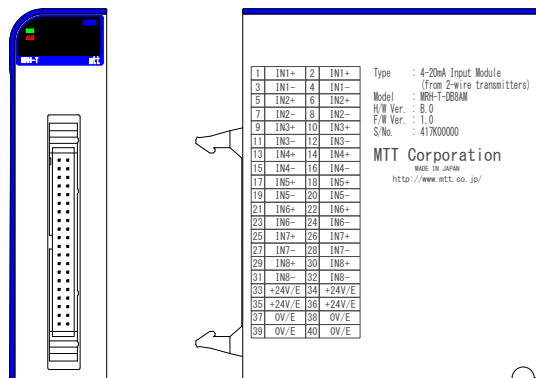 RUN
ALM
MRH-T mtt
1 IN1+ 2 IN1+
3 IN1- 4 IN1-
5 IN2+ 6 IN2+
7 IN2- 8 IN2-
9 IN3+ 10 IN3+
11 IN3- 12 IN3-
13 IN4+ 14 IN4+
15 IN4- 16 IN4-
17 IN5+ 18 IN5+
19 IN5- 20 IN5-
21 IN6+ 22 IN6+
23 IN6- 24 IN6-
25 IN7+ 26 IN7+
27 IN7- 28 IN7-
29 IN8+ 30 IN8+
31 IN8- 32 IN8-
33 +24V/E 34 +24V/E
35 +24V/E 36 +24V/E
37 0V/E 38 0V/E
39 0V/E 40 0V/E
Type : 4-20mA Input Module
(from 2-wire transmitters)
Model : MRH-T-DB8AM
H/W Ver. : B.0
F/W Ver. : 1.0
S/No. : 417K00000
MTT Corporation
MADE IN JAPAN
http://www.mtt.co.jp/